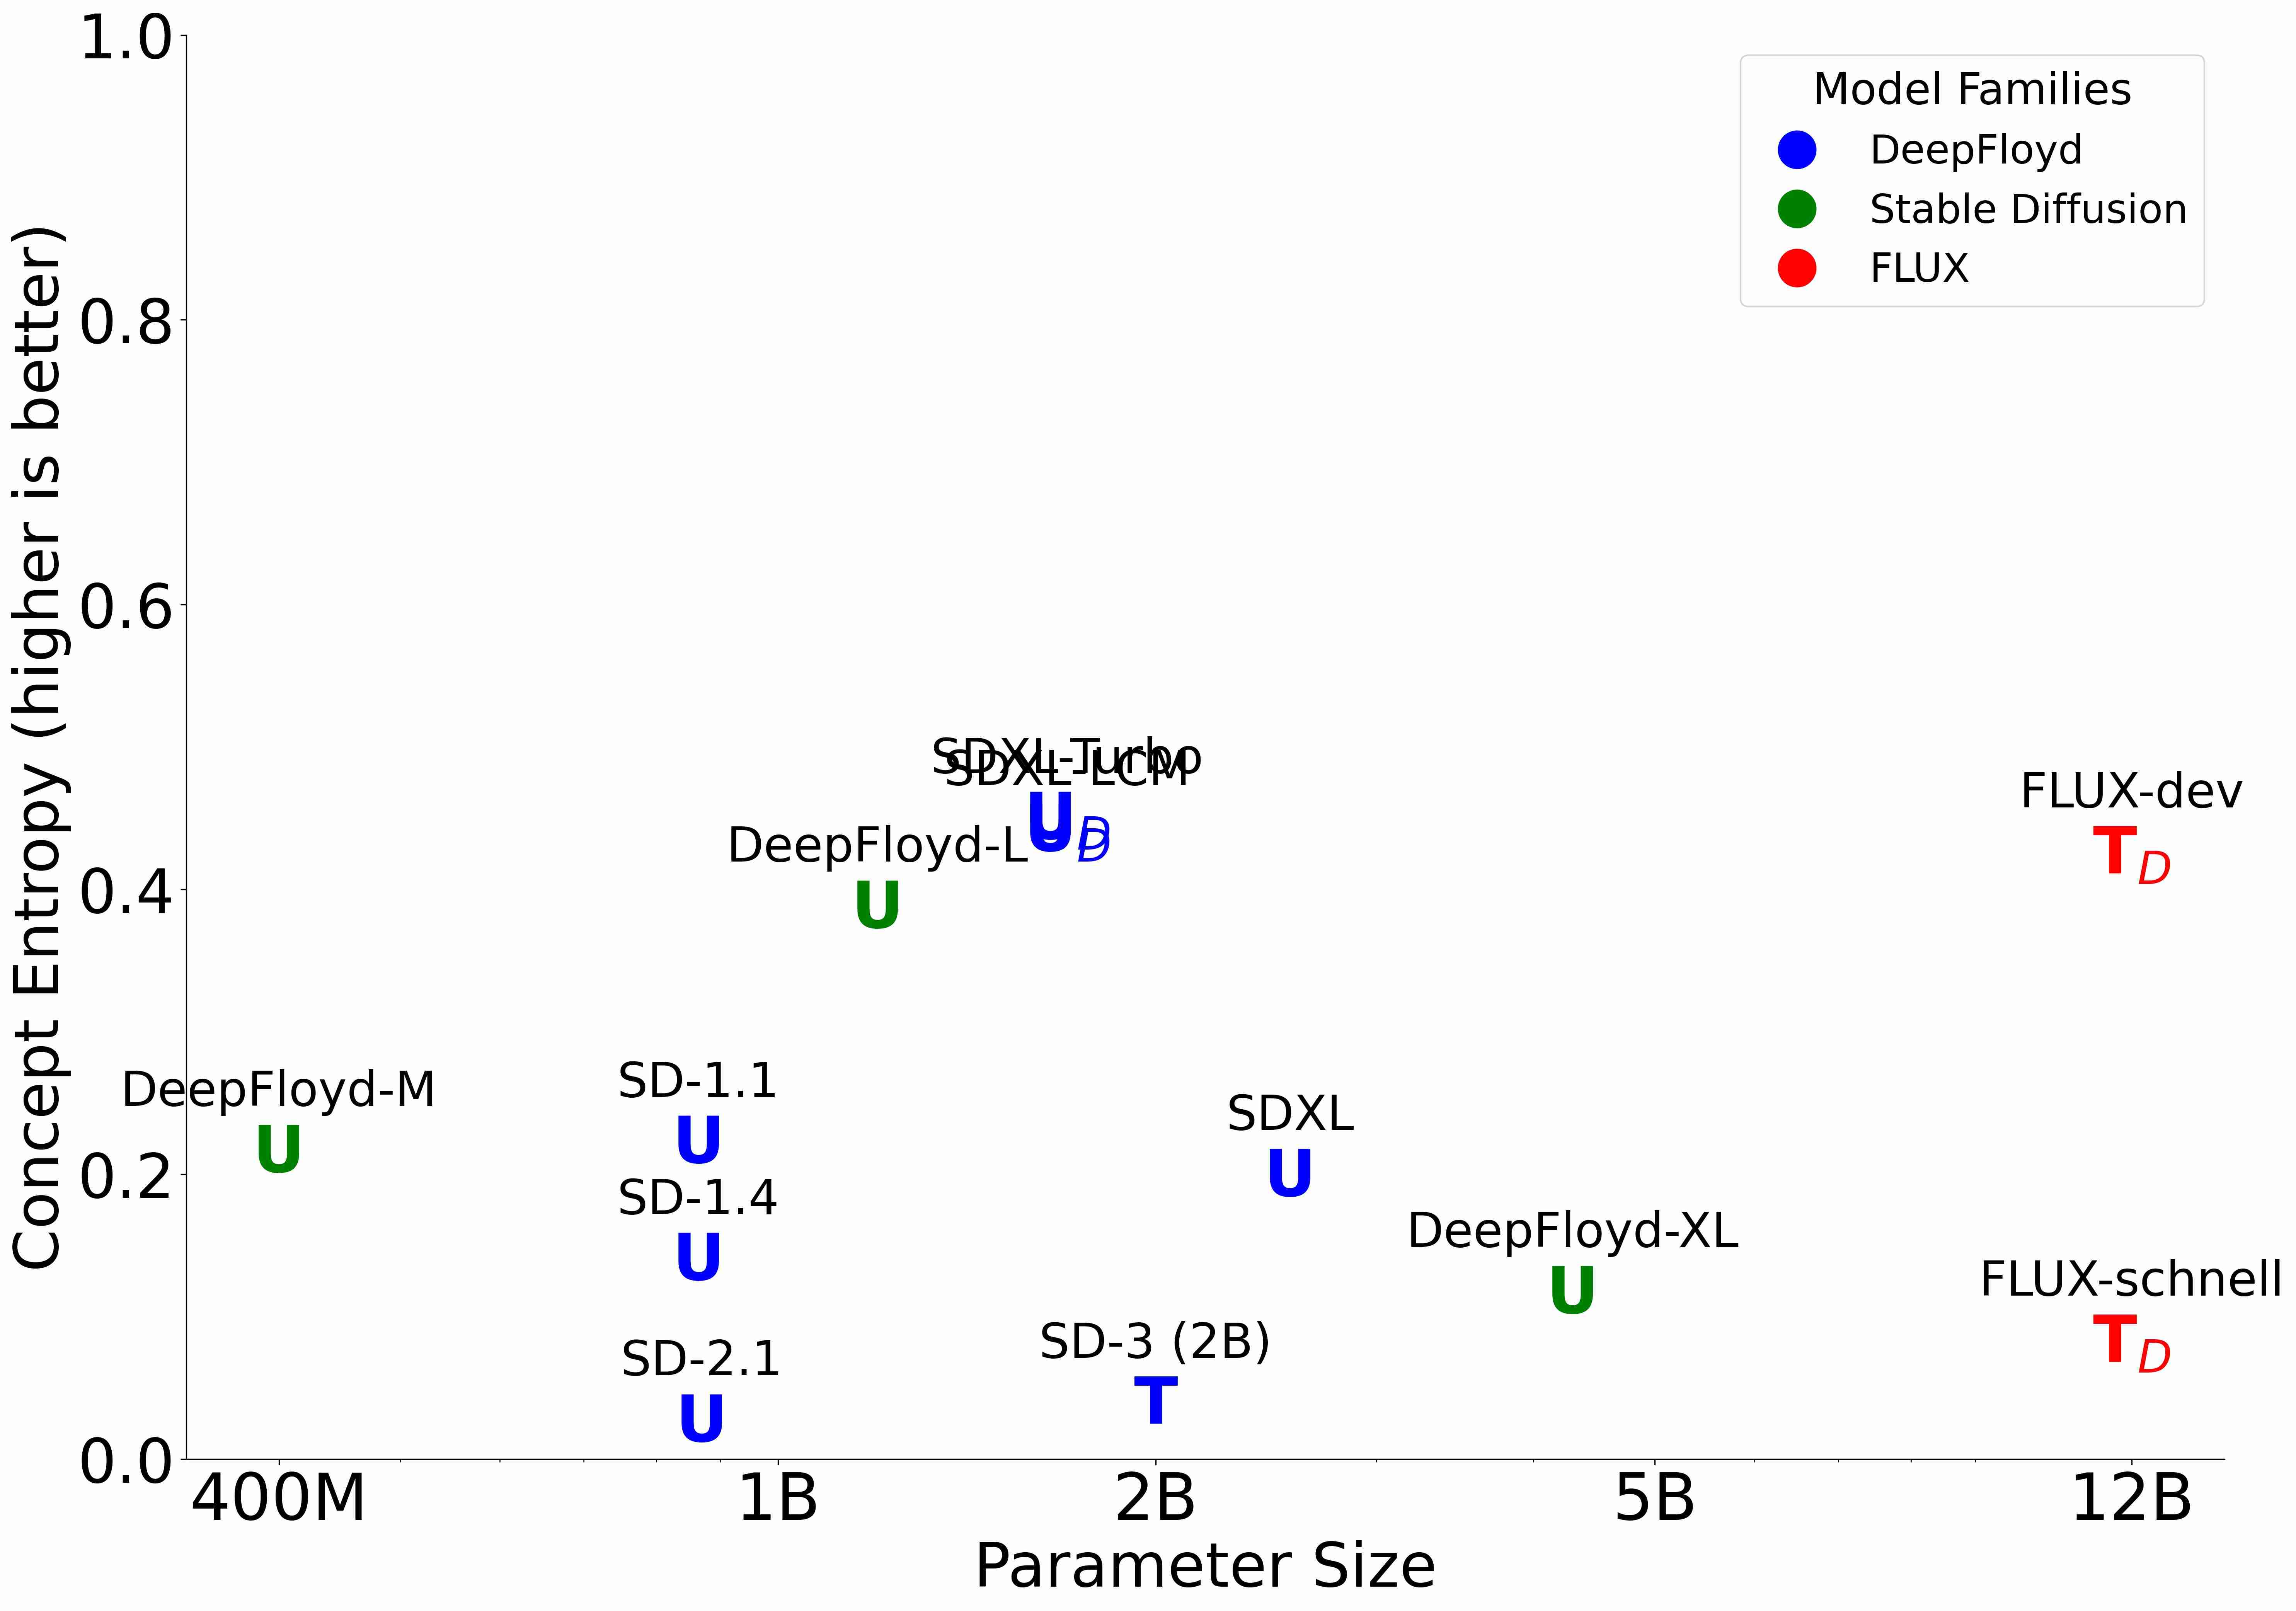 1.0
0.8
0.6
0.4
0.2
0.0
Concept Entropy (higher is better)
Model Families
DeepFloyd
Stable Diffusion
FLUX
SDXL-Turbo
SDXL-LCM
U D
U D
FLUX-dev
T D
DeepFloyd-L
U
DeepFloyd-M
U
SD-1.1
U
SDXL
U
SD-1.4
U
DeepFloyd-XL
U
FLUX-schnell
T D
SD-3 (2B)
T
SD-2.1
U
400M 1B 2B 5B 12B
Parameter Size